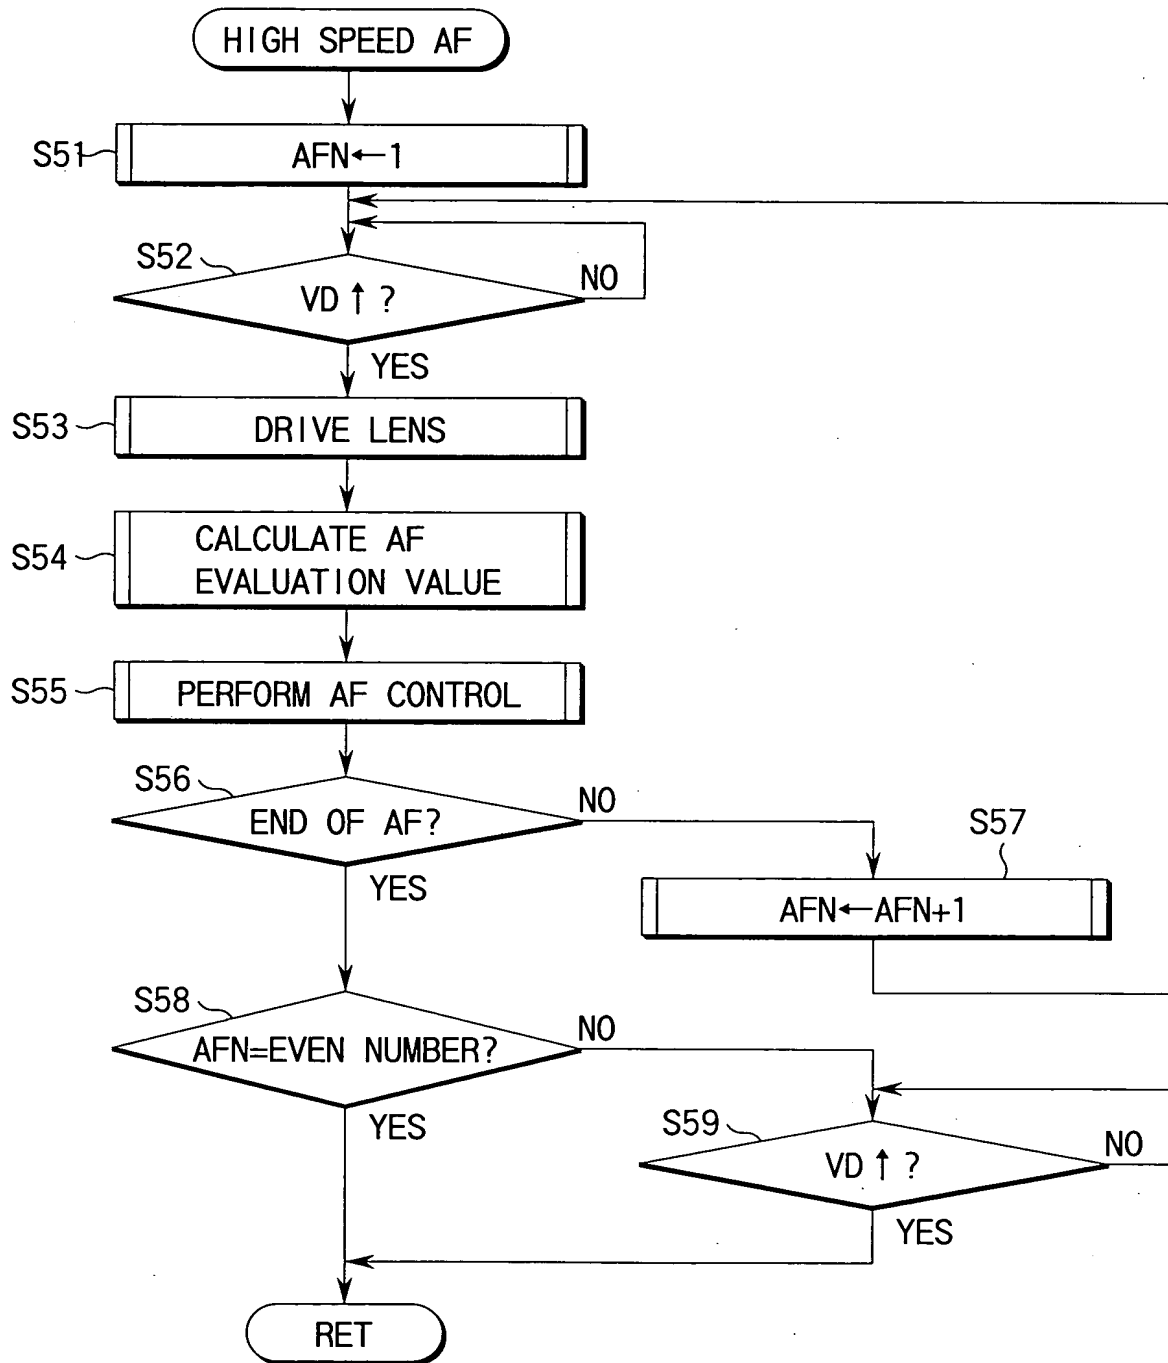 HIGH SPEED AF
S51
AFN←1
S52
VD↑?
NO
YES
S53
DRIVE LENS
S54
CALCULATE AF
EVALUATION VALUE
S55
PERFORM AF CONTROL
S56
END OF AF?
NO
YES
S57
AFN←AFN+1
S58
AFN=EVEN NUMBER?
NO
YES
S59
VD↑?
NO
YES
RET